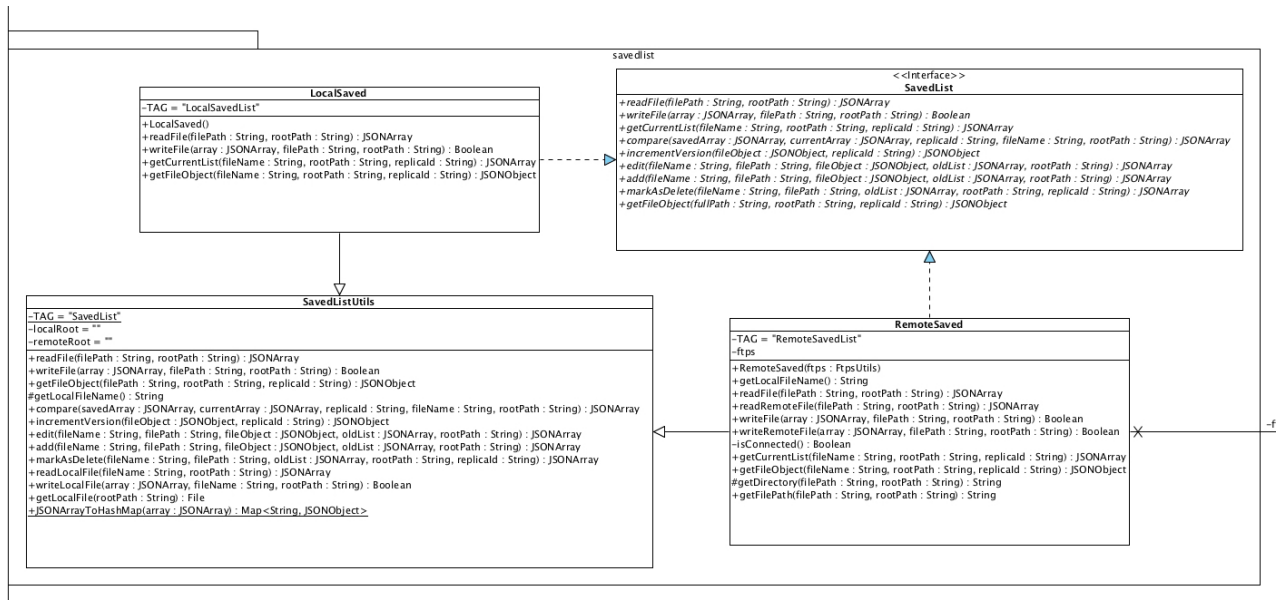 savedlist
LocalSaved
-TAG = "LocalSavedList"
+LocalSaved()
+readFile(filePath : String, rootPath : String) : JSONArray
+writeFile(array : JSONArray, filePath : String, rootPath : String) : Boolean
+getCurrentList(fileName : String, rootPath : String, replicaId : String) : JSONArray
+getFileObject(fileName : String, rootPath : String, replicaId : String) : JSONObject
<<Interface>>
SavedList
+readFile(filePath : String, rootPath : String) : JSONArray
+writeFile(array : JSONArray, filePath : String, rootPath : String) : Boolean
+getCurrentList(fileName : String, rootPath : String, replicaId : String) : JSONArray
+compare(savedArray : JSONArray, currentArray : JSONArray, replicaId : String, fileName : String, rootPath : String) : JSONArray
+incrementVersion(fileObject : JSONObject, replicaId : String) : JSONObject
+edit(fileName : String, filePath : String, fileObject : JSONObject, oldList : JSONArray, rootPath : String) : JSONArray
+add(fileName : String, filePath : String, fileObject : JSONObject, oldList : JSONArray, rootPath : String) : JSONArray
+markAsDelete(fileName : String, filePath : String, oldList : JSONArray, rootPath : String, replicaId : String) : JSONArray
+getFileObject(fullPath : String, rootPath : String, replicaId : String) : JSONObject
SavedListUtils
-TAG = "SavedList"
-localRoot = ""
-remoteRoot = ""
+readFile(filePath : String, rootPath : String) : JSONArray
+writeFile(array : JSONArray, filePath : String, rootPath : String) : Boolean
+getFileObject(filePath : String, rootPath : String, replicaId : String) : JSONObject
#getLocalFileName() : String
+compare(savedArray : JSONArray, currentArray : JSONArray, replicaId : String, fileName : String, rootPath : String) : JSONArray
+incrementVersion(fileObject : JSONObject, replicaId : String) : JSONObject
+edit(fileName : String, filePath : String, fileObject : JSONObject, oldList : JSONArray, rootPath : String) : JSONArray
+add(fileName : String, filePath : String, fileObject : JSONObject, oldList : JSONArray, rootPath : String) : JSONArray
+markAsDelete(fileName : String, filePath : String, oldList : JSONArray, rootPath : String, replicaId : String) : JSONArray
+readLocalFile(fileName : String, rootPath : String) : JSONArray
+writeLocalFile(array : JSONArray, fileName : String, rootPath : String) : Boolean
+getLocalFile(rootPath : String) : File
+JSONArrayToHashMap(array : JSONArray) : Map<String, JSONObject>
RemoteSaved
-TAG = "RemoteSavedList"
-ftps
+RemoteSaved(ftps : FtpsUtils)
+getLocalFileName() : String
+readFile(filePath : String, rootPath : String) : JSONArray
+readRemoteFile(filePath : String, rootPath : String) : JSONArray
+writeFile(array : JSONArray, filePath : String, rootPath : String) : Boolean
+writeRemoteFile(array : JSONArray, filePath : String, rootPath : String) : Boolean
-isConnected() : Boolean
+getCurrentList(fileName : String, rootPath : String, replicaId : String) : JSONArray
+getFileObject(fileName : String, rootPath : String, replicaId : String) : JSONObject
#getDirectory(filePath : String, rootPath : String) : String
+getFilePath(filePath : String, rootPath : String) : String